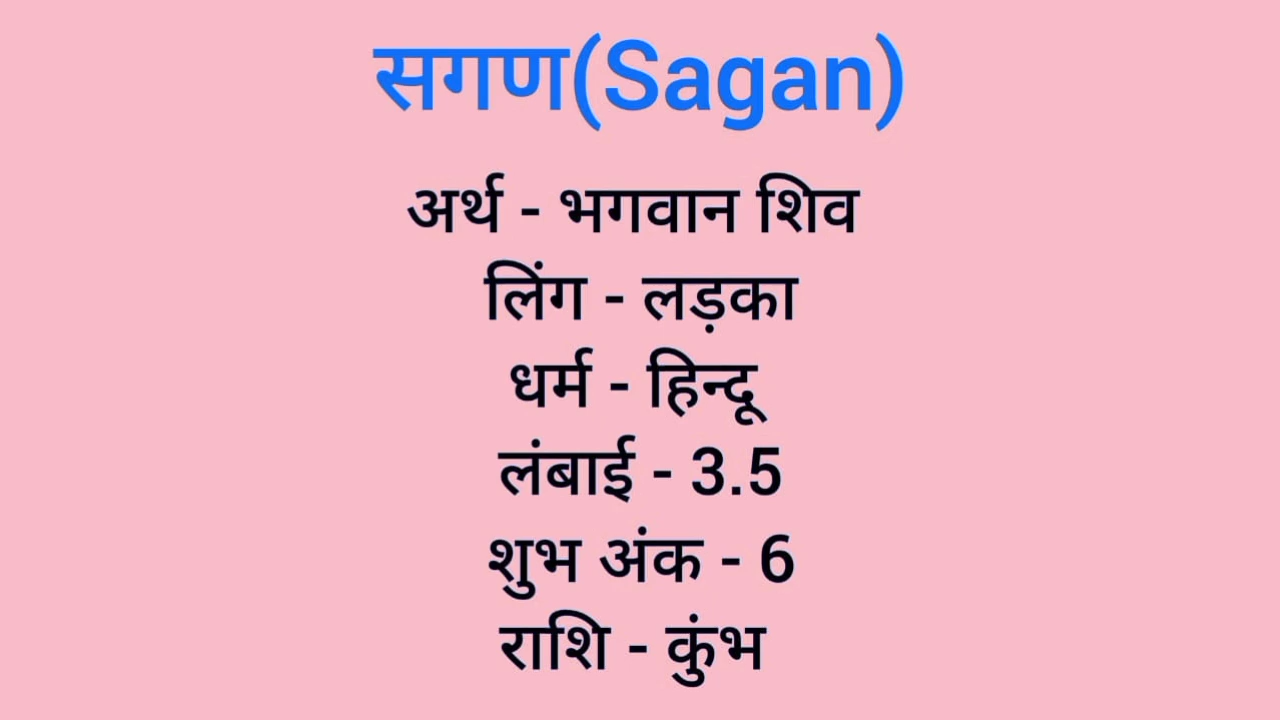 सगण(Sagan)
अर्थ - भगवान शिव
लिंग - लड़का
धर्म - हिन्दू
लंबाई - 3.5
शुभ अंक - 6
राशि - कुंभ